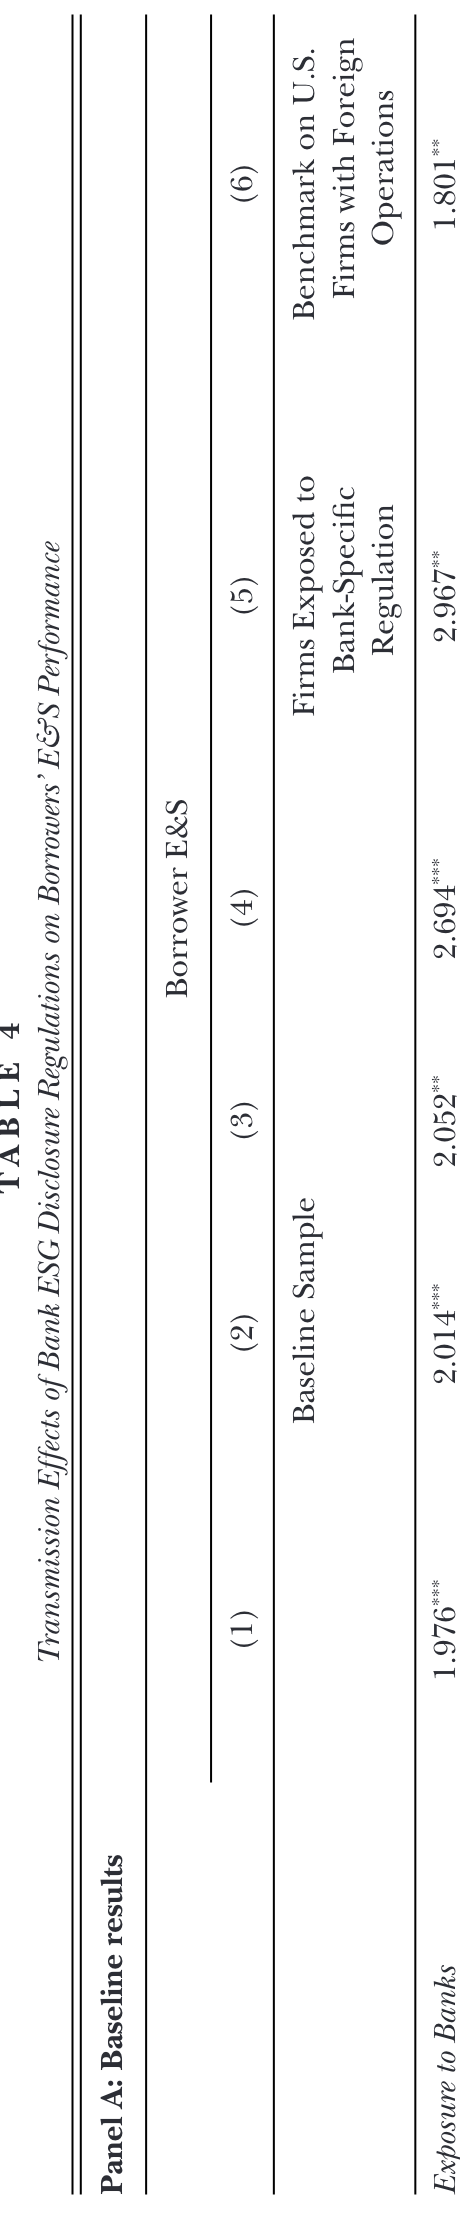 TABLE 4
Transmission Effects of Bank ESG Disclosure Regulations on Borrowers' E&S Performance
Panel A: Baseline results
Borrower E&S
(1) (2) (3) (4) (5) (6)
Baseline Sample Firms Exposed to Bank-Specific Regulation Benchmark on U.S. Firms with Foreign Operations
Exposure to Banks 1.976*** 2.014*** 2.052** 2.694*** 2.967** 1.801**